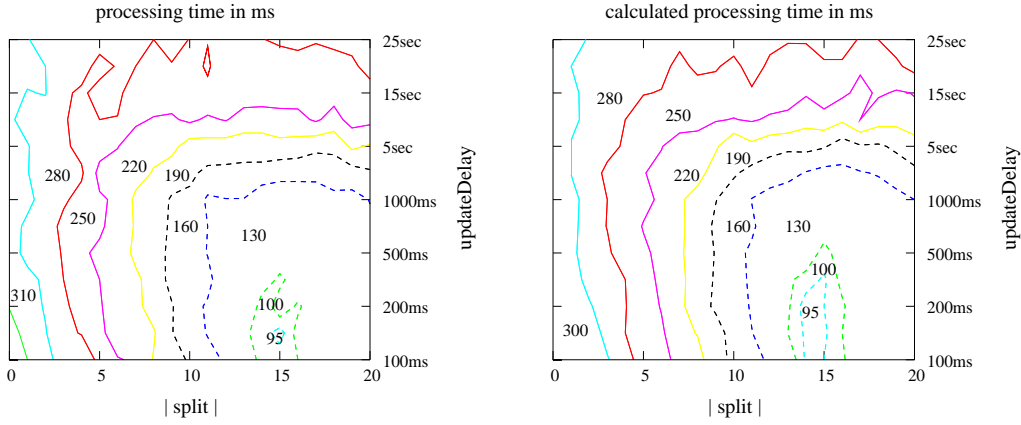 processing time in ms
25sec
15sec
5sec
1000ms
500ms
200ms
100ms
updateDelay
280
220
190
250
160
130
310
100
95
0
5
10
15
20
| split |
calculated processing time in ms
25sec
15sec
5sec
1000ms
500ms
200ms
100ms
updateDelay
280
250
190
220
160
130
100
95
300
0
5
10
15
20
| split |